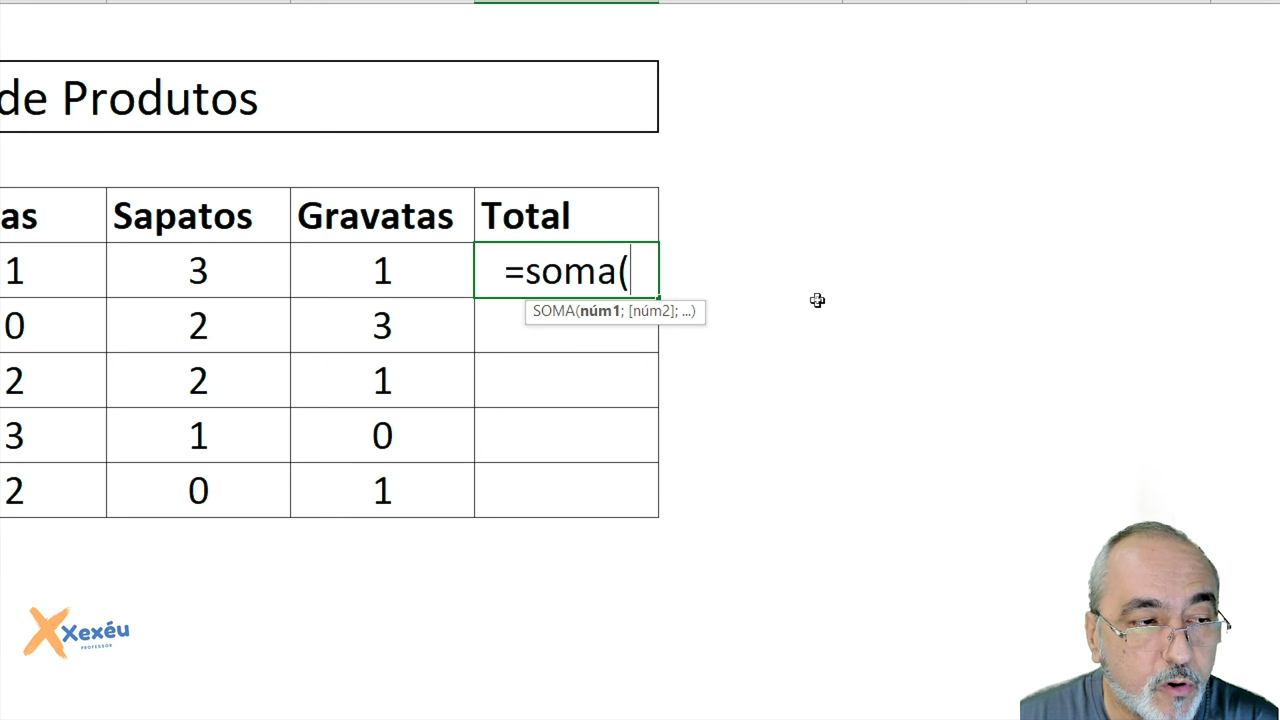 de Produtos
as Sapatos Gravatas Total
1 3 1 =soma(
SOMA(núm1; [núm2]; ...)
0 2 3
2 2 1
3 1 0
2 0 1
Xexéu
PROFESSOR